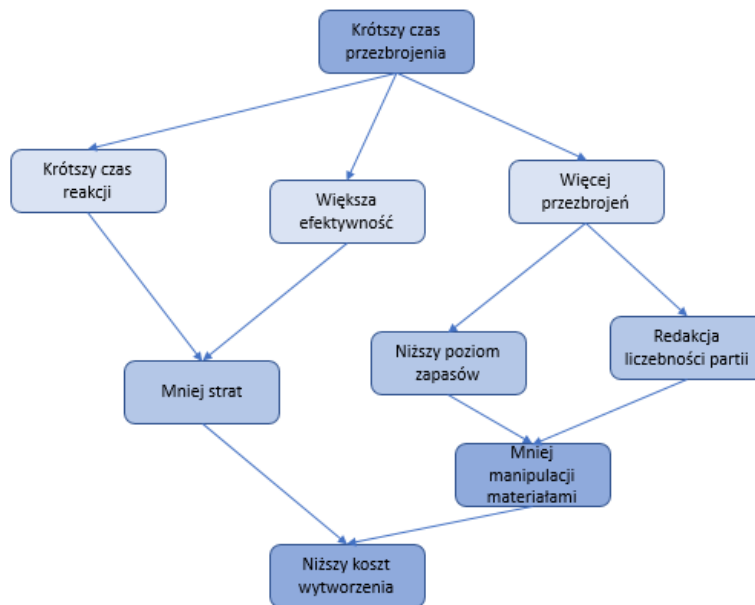 Krótszy czas
przezbrojenia
Krótszy czas
reakcji
Większa
efektywność
Więcej
przezbrojeń
Mniej strat
Niższy poziom
zapasów
Redakcja
liczebności partii
Mniej
manipulacji
materiałami
Niższy koszt
wytworzenia